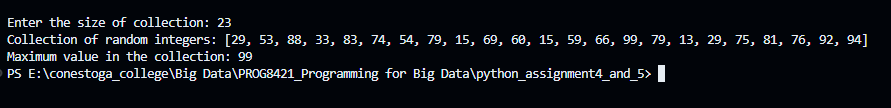 Enter the size of collection: 23
Collection of random integers: [29, 53, 88, 33, 83, 74, 54, 79, 15, 69, 60, 15, 59, 66, 99, 79, 13, 29, 75, 81, 76, 92, 94]
Maximum value in the collection: 99
PS E:\conestoga_college\Big Data\PROG8421_Programming for Big Data\python_assignment4_and_5>